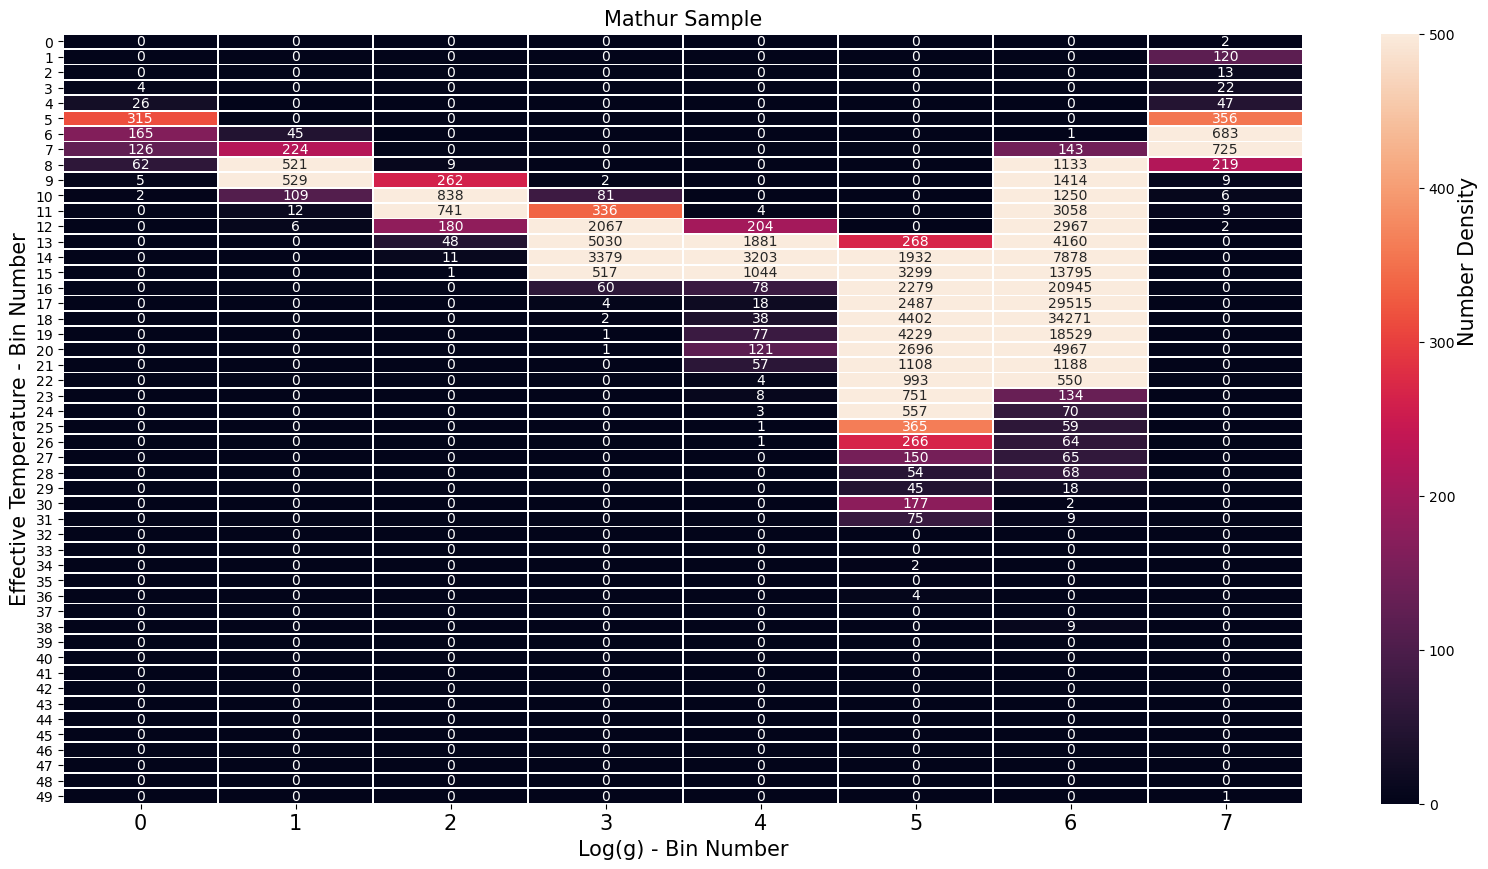 Mathur Sample
0 0 0 0 0 0 0 0 2
1 0 0 0 0 0 0 0 120
2 0 0 0 0 0 0 0 13
3 4 0 0 0 0 0 0 22
4 26 0 0 0 0 0 0 47
5 315 0 0 0 0 0 0 356
6 165 45 0 0 0 0 1 683
7 126 224 0 0 0 0 143 725
8 62 521 9 0 0 0 1133 219
9 5 529 262 2 0 0 1414 9
10 2 109 838 81 0 0 1250 6
11 0 12 741 336 4 0 3058 9
12 0 6 180 2067 204 0 2967 2
13 0 0 48 5030 1881 268 4160 0
14 0 0 11 3379 3203 1932 7878 0
15 0 0 1 517 1044 3299 13795 0
16 0 0 0 60 78 2279 20945 0
17 0 0 0 4 18 2487 29515 0
18 0 0 0 2 38 4402 34271 0
19 0 0 0 1 77 4229 18529 0
20 0 0 0 1 121 2696 4967 0
21 0 0 0 0 57 1108 1188 0
22 0 0 0 0 4 993 550 0
23 0 0 0 0 8 751 134 0
24 0 0 0 0 3 557 70 0
25 0 0 0 0 1 365 59 0
26 0 0 0 0 1 266 64 0
27 0 0 0 0 0 150 65 0
28 0 0 0 0 0 54 68 0
29 0 0 0 0 0 45 18 0
30 0 0 0 0 0 177 2 0
31 0 0 0 0 0 75 9 0
32 0 0 0 0 0 0 0 0
33 0 0 0 0 0 0 0 0
34 0 0 0 0 0 2 0 0
35 0 0 0 0 0 0 0 0
36 0 0 0 0 0 4 0 0
37 0 0 0 0 0 0 0 0
38 0 0 0 0 0 0 9 0
39 0 0 0 0 0 0 0 0
40 0 0 0 0 0 0 0 0
41 0 0 0 0 0 0 0 0
42 0 0 0 0 0 0 0 0
43 0 0 0 0 0 0 0 0
44 0 0 0 0 0 0 0 0
45 0 0 0 0 0 0 0 0
46 0 0 0 0 0 0 0 0
47 0 0 0 0 0 0 0 0
48 0 0 0 0 0 0 0 0
49 0 0 0 0 0 0 0 1
0 1 2 3 4 5 6 7
Log(g) - Bin Number
Effective Temperature - Bin Number
500
400
300
200
100
0
Number Density